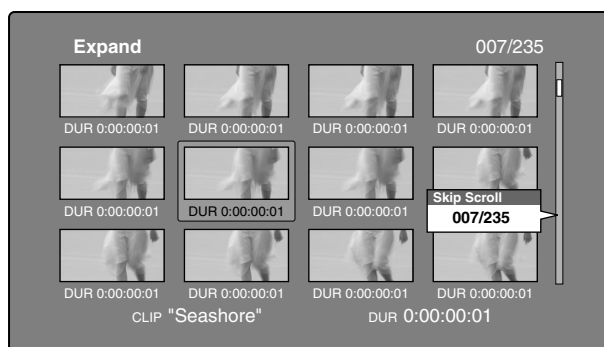 Expand 007/235
DUR 0:00:00:01 DUR 0:00:00:01 DUR 0:00:00:01 DUR 0:00:00:01
DUR 0:00:00:01 DUR 0:00:00:01 DUR 0:00:00:01
Skip Scroll
007/235
DUR 0:00:00:01 DUR 0:00:00:01 DUR 0:00:00:01 DUR 0:00:00:01
CLIP "Seashore" DUR 0:00:00:01